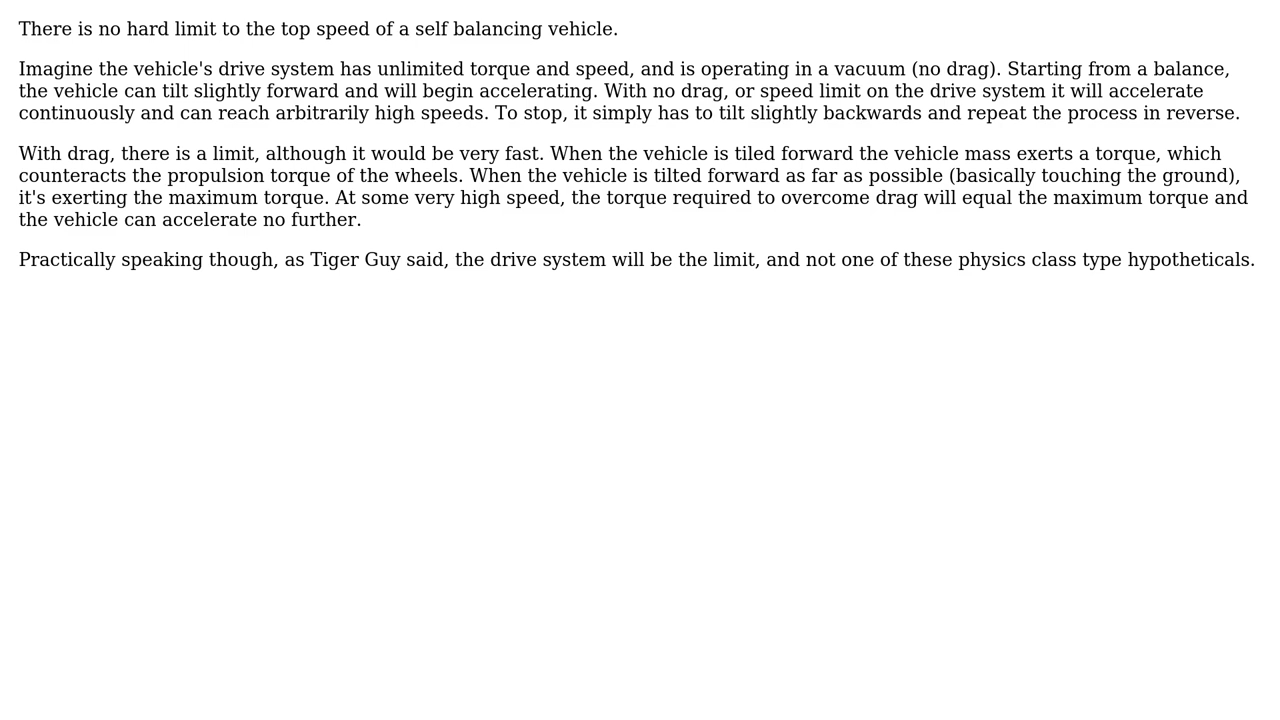 There is no hard limit to the top speed of a self balancing vehicle.
Imagine the vehicle's drive system has unlimited torque and speed, and is operating in a vacuum (no drag). Starting from a balance,
the vehicle can tilt slightly forward and will begin accelerating. With no drag, or speed limit on the drive system it will accelerate
continuously and can reach arbitrarily high speeds. To stop, it simply has to tilt slightly backwards and repeat the process in reverse.
With drag, there is a limit, although it would be very fast. When the vehicle is tiled forward the vehicle mass exerts a torque, which
counteracts the propulsion torque of the wheels. When the vehicle is tilted forward as far as possible (basically touching the ground),
it's exerting the maximum torque. At some very high speed, the torque required to overcome drag will equal the maximum torque and
the vehicle can accelerate no further.
Practically speaking though, as Tiger Guy said, the drive system will be the limit, and not one of these physics class type hypotheticals.